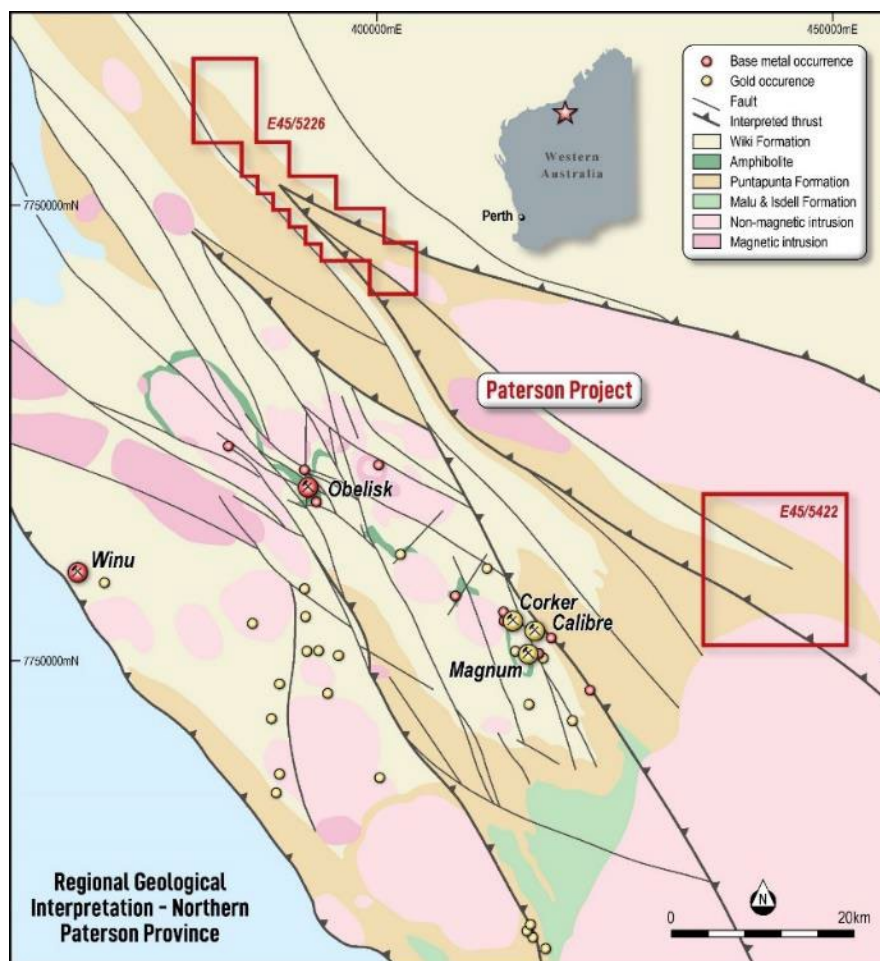 400000mE
450000mE
E45/5226
Base metal occurrence
Gold occurence
Fault
Interpreted thrust
Wiki Formation
Amphibolite
Puntapunta Formation
Malu & Isdell Formation
Non-magnetic intrusion
Magnetic intrusion
Western
Australia
Perth
7750000mN
Paterson Project
E45/5422
Obelisk
Winu
Corker
Calibre
Magnum
7750000mN
Regional Geological
Interpretation - Northern
Paterson Province
N
0
20km